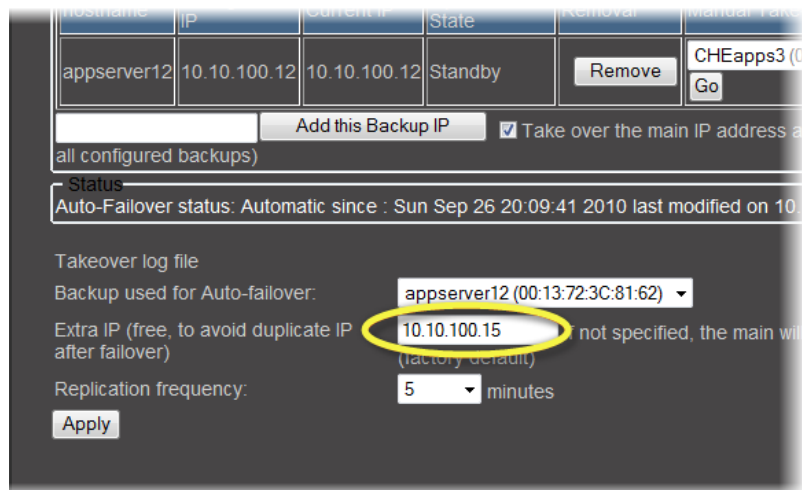 hostname IP Current IP State Removal Manual
appserver12 10.10.100.12 10.10.100.12 Standby Remove CHEapps3
Go
Add this Backup IP Take over the main IP address
all configured backups)
Status
Auto-Failover status: Automatic since : Sun Sep 26 20:09:41 2010 last modified on 10.
Takeover log file
Backup used for Auto-failover: appserver12 (00:13:72:3C:81:62)
Extra IP (free, to avoid duplicate IP 10.10.100.15 not specified, the main
after failover) (factory default)
Replication frequency: 5 minutes
Apply